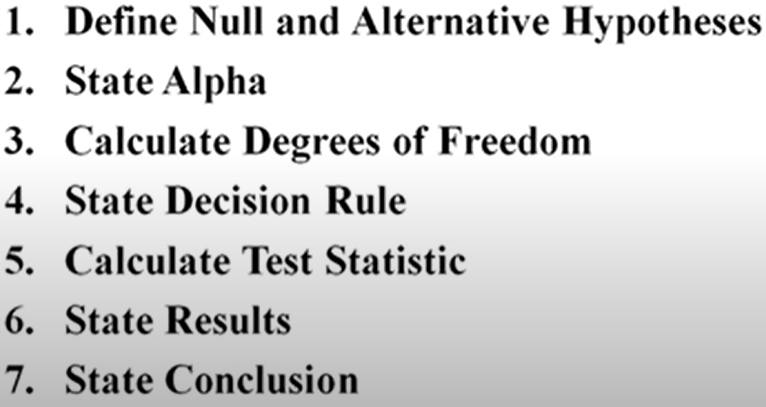 1. Define Null and Alternative Hypotheses
2. State Alpha
3. Calculate Degrees of Freedom
4. State Decision Rule
5. Calculate Test Statistic
6. State Results
7. State Conclusion